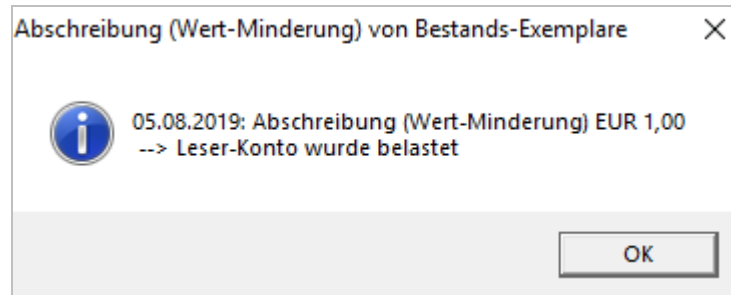 Abschreibung (Wert-Minderung) von Bestands-Exemplare
05.08.2019: Abschreibung (Wert-Minderung) EUR 1,00
--> Leser-Konto wurde belastet
OK